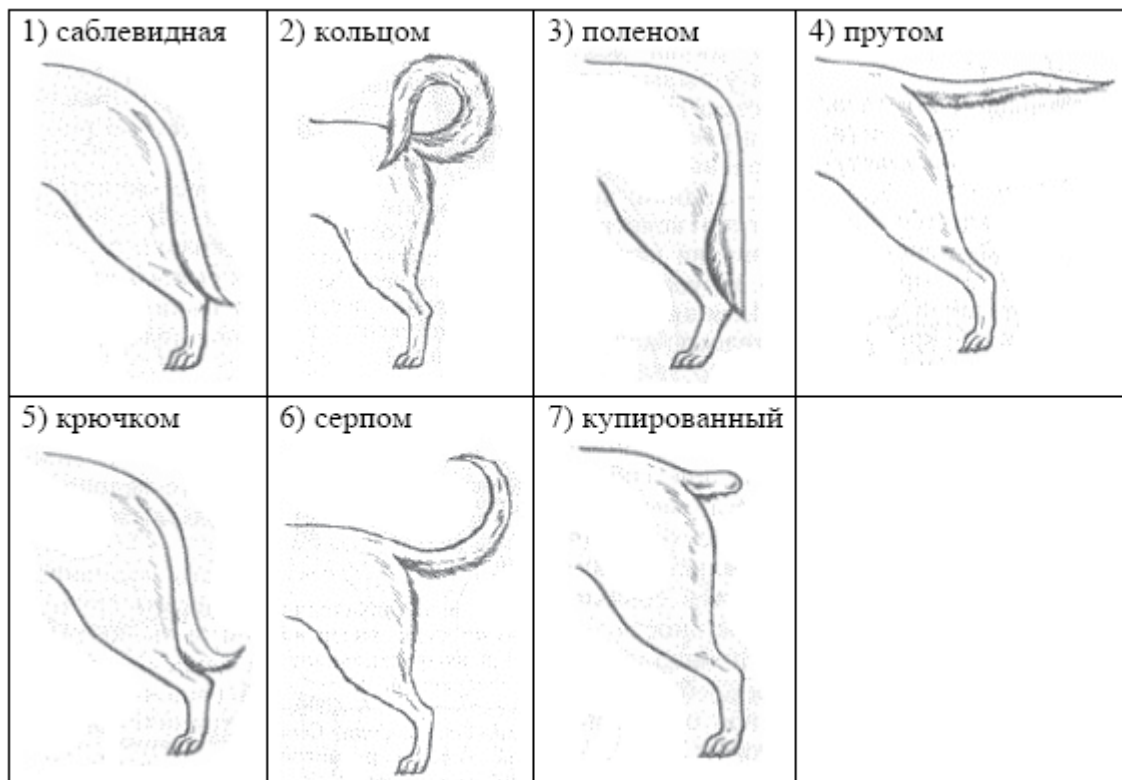 1) саблевидная
2) кольцом
3) поленом
4) прутом
5) крючком
6) серпом
7) купированный